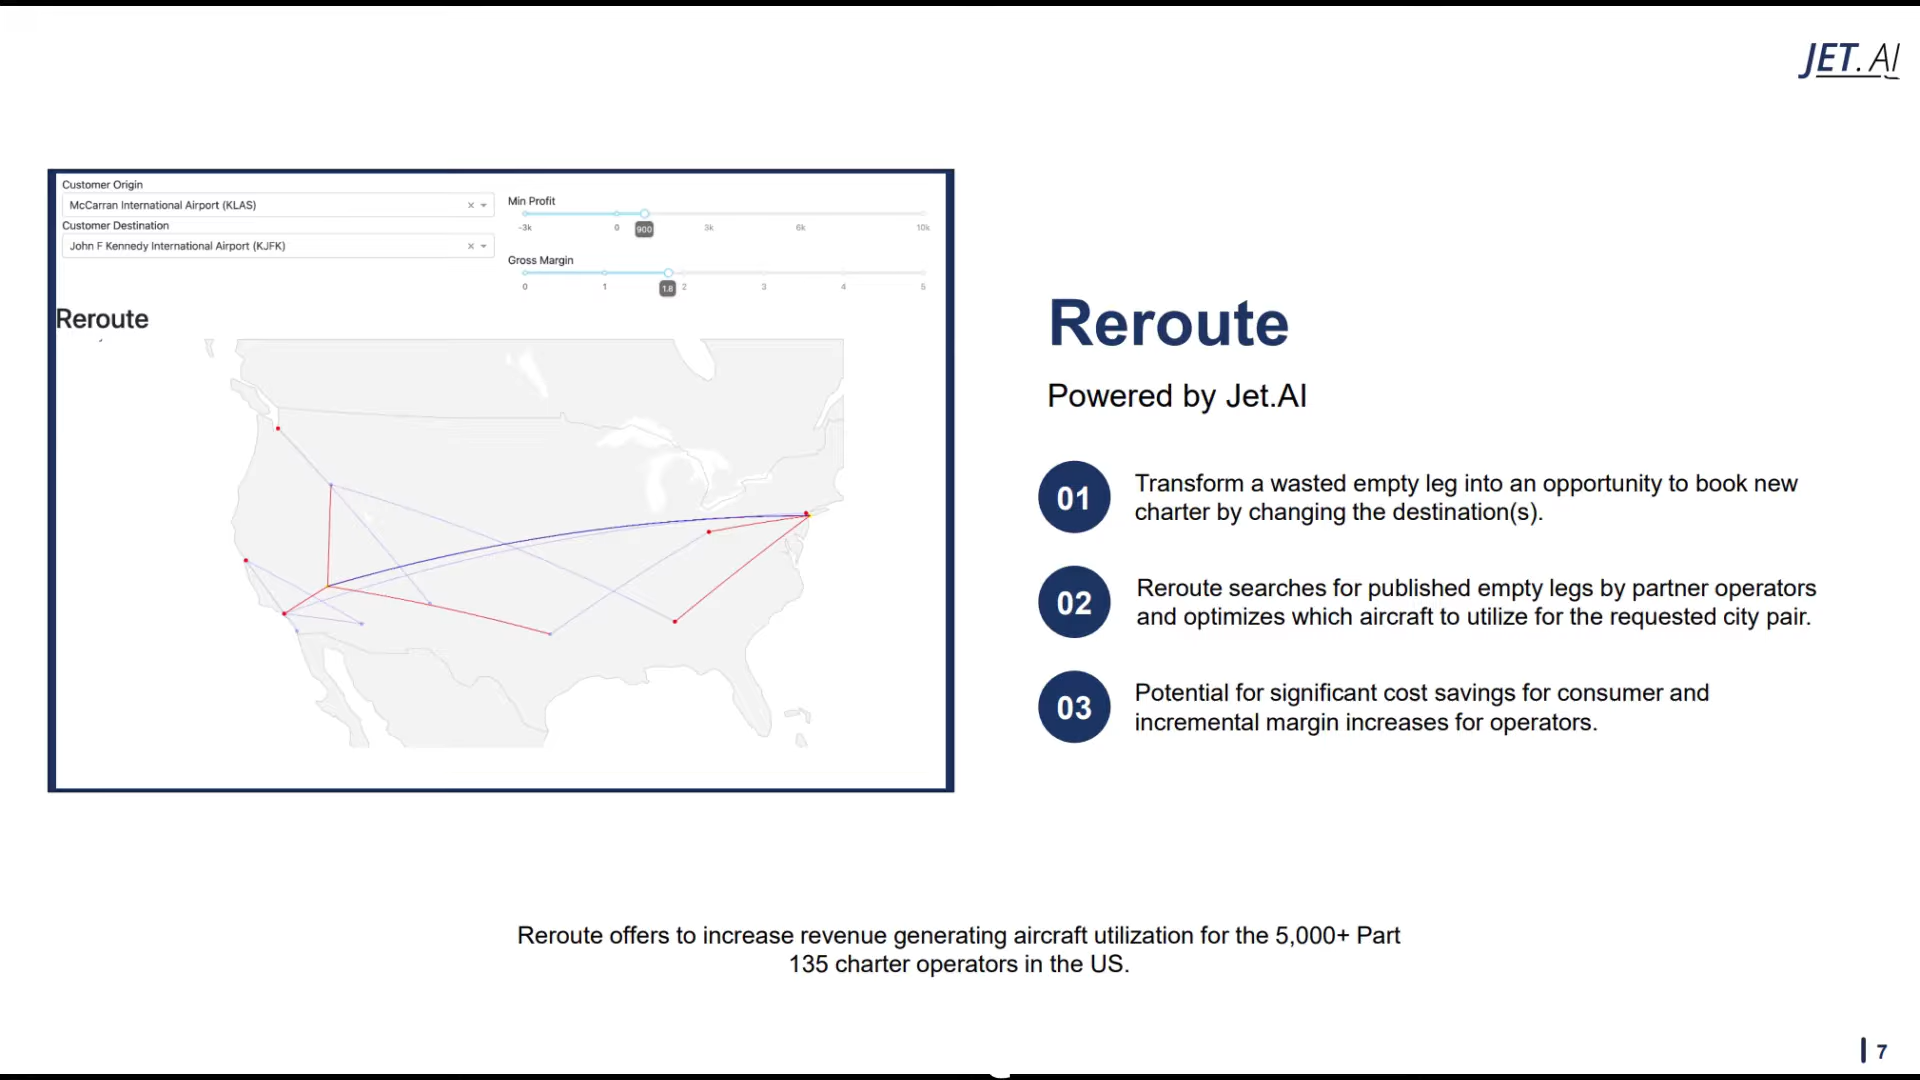 JET.AI
Customer Origin
McCarran International Airport (KLAS)
Customer Destination
John F Kennedy International Airport (KJFK)
Min Profit
-3k 0 900 3k 6k 10k
Gross Margin
0 1 1.8 2 3 4 5
Reroute
Reroute
Powered by Jet.AI
01
Transform a wasted empty leg into an opportunity to book new
charter by changing the destination(s).
02
Reroute searches for published empty legs by partner operators
and optimizes which aircraft to utilize for the requested city pair.
03
Potential for significant cost savings for consumer and
incremental margin increases for operators.
Reroute offers to increase revenue generating aircraft utilization for the 5,000+ Part
135 charter operators in the US.
7